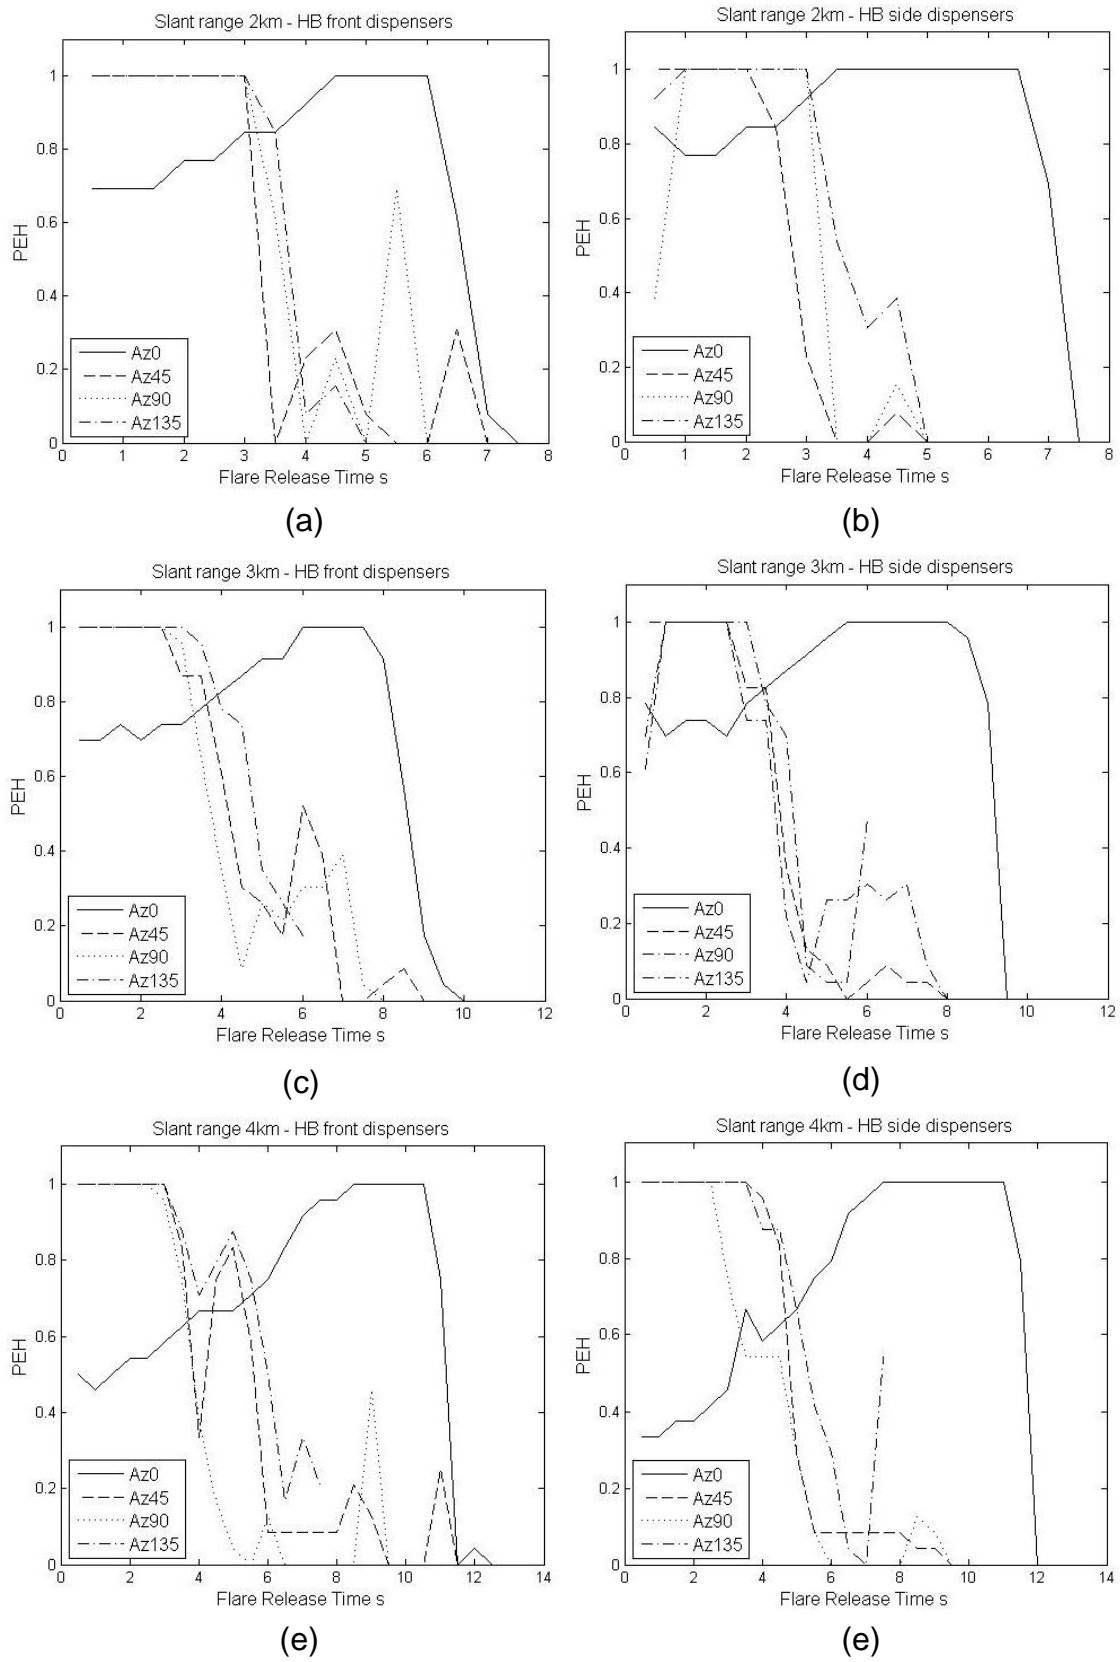 Slant range 2km - HB front dispensers
1
0.8
0.6
0.4
0.2
0
PEH
Az0
Az45
Az90
Az135
0 1 2 3 4 5 6 7 8
Flare Release Time s
(a)
Slant range 2km - HB side dispensers
1
0.8
0.6
0.4
0.2
0
PEH
Az0
Az45
Az90
Az135
0 1 2 3 4 5 6 7 8
Flare Release Time s
(b)
Slant range 3km - HB front dispensers
1
0.8
0.6
0.4
0.2
0
PEH
Az0
Az45
Az90
Az135
0 2 4 6 8 10 12
Flare Release Time s
(c)
Slant range 3km - HB side dispensers
1
0.8
0.6
0.4
0.2
0
PEH
Az0
Az45
Az90
Az135
0 2 4 6 8 10 12
Flare Release Time s
(d)
Slant range 4km - HB front dispensers
1
0.8
0.6
0.4
0.2
0
PEH
Az0
Az45
Az90
Az135
0 2 4 6 8 10 12 14
Flare Release Time s
(e)
Slant range 4km - HB side dispensers
1
0.8
0.6
0.4
0.2
0
PEH
Az0
Az45
Az90
Az135
0 2 4 6 8 10 12 14
Flare Release Time s
(e)